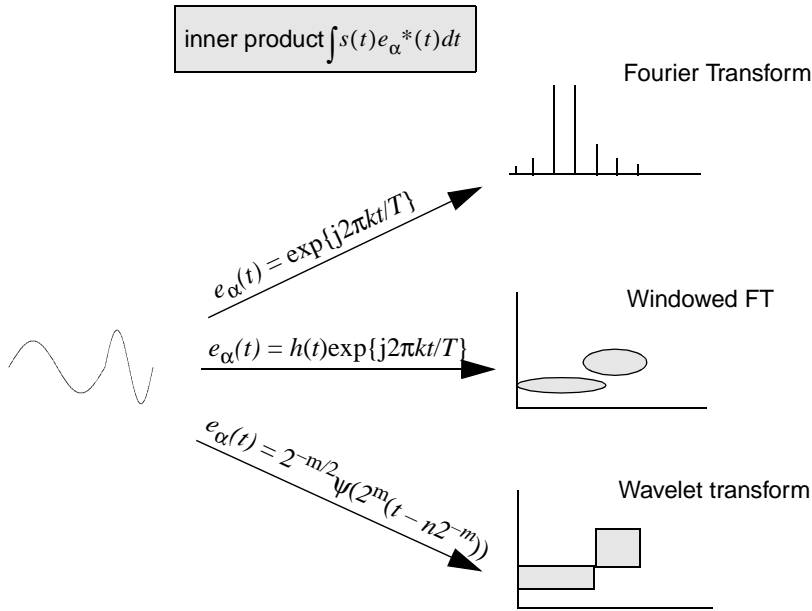 inner product ∫s(t)e_α*(t)dt
Fourier Transform
e_α(t) = exp{j2πkt/T}
Windowed FT
e_α(t) = h(t)exp{j2πkt/T}
Wavelet transform
e_α(t) = 2^{–m/2}ψ(2^m(t – n2^{–m}))